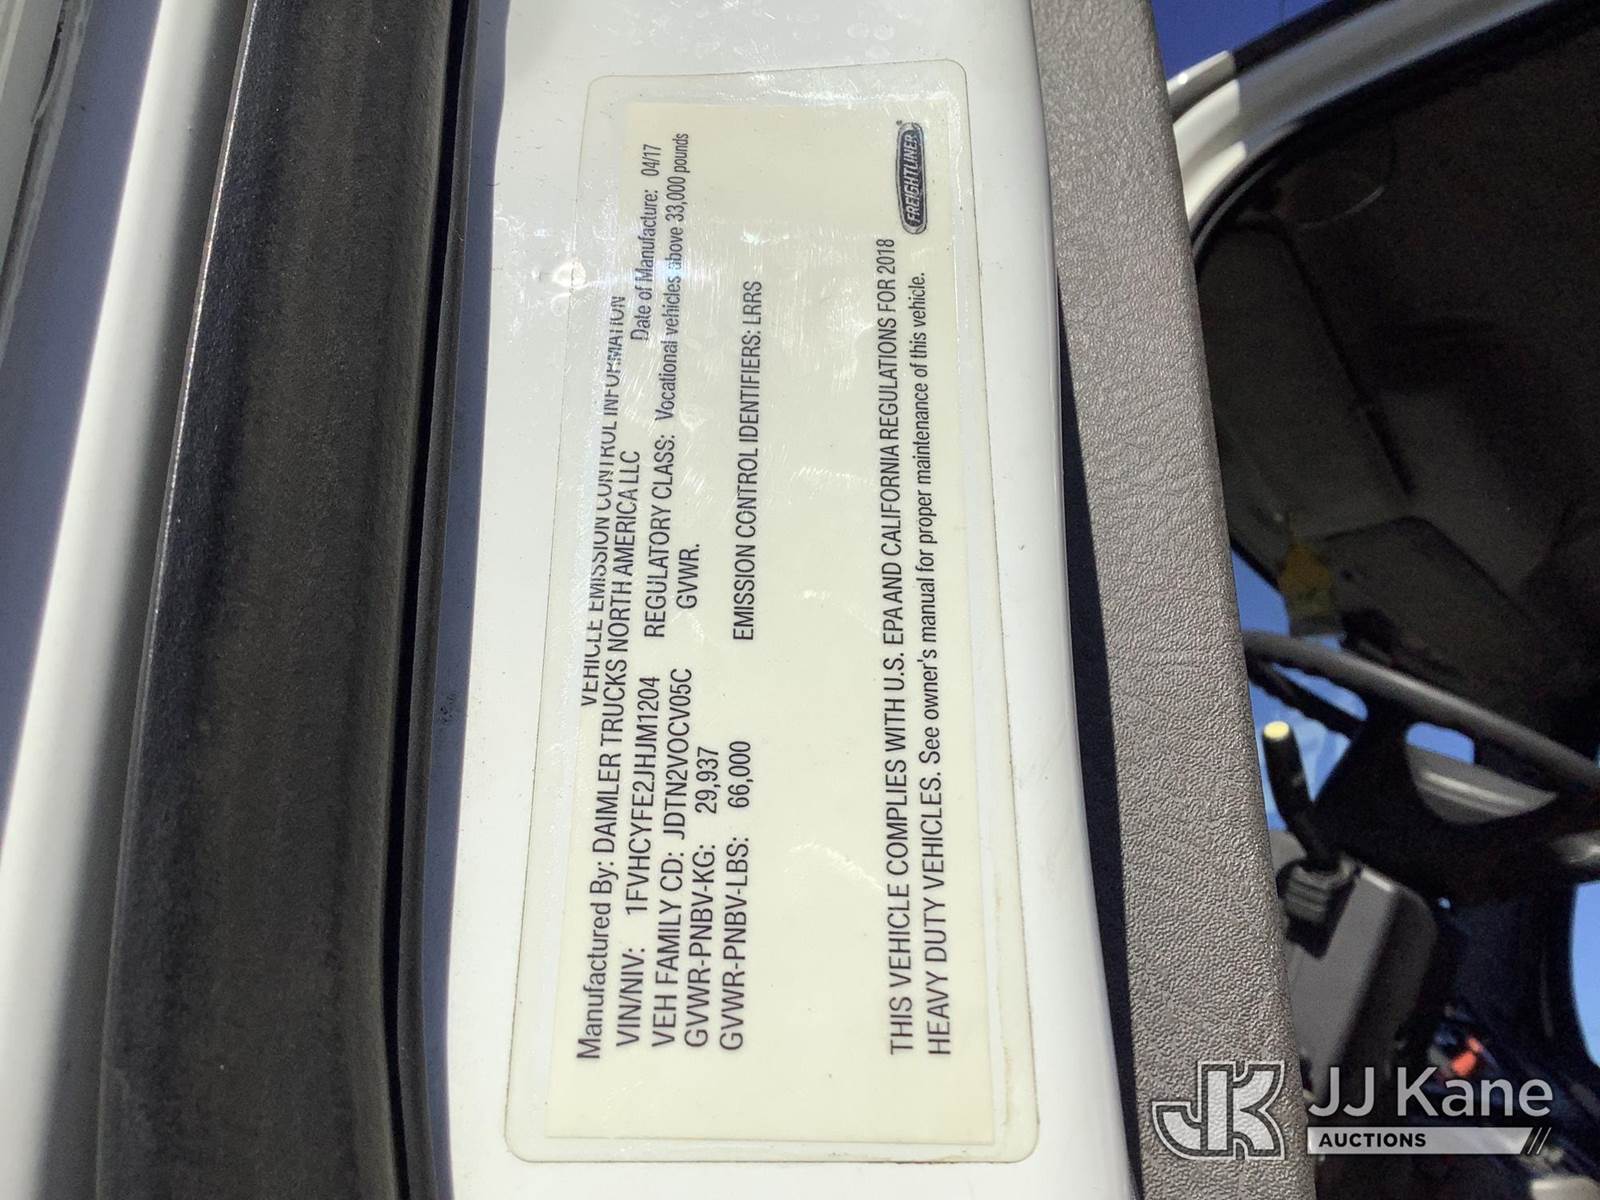 VEHICLE EMISSION CONTROL INFORMATION
Manufactured By: DAIMLER TRUCKS NORTH AMERICA LLC
Date of Manufacture: 04/17
VIN/NIV: 1FVHCYFE2JHJM1204
REGULATORY CLASS: Vocational vehicles above 33,000 pounds
VEH FAMILY CD: JDTN2VOCV05C
GVWR.
GVWR-PNBV-KG: 29,937
GVWR-PNBV-LBS: 66,000
EMISSION CONTROL IDENTIFIERS: LRRS
THIS VEHICLE COMPLIES WITH U.S. EPA AND CALIFORNIA REGULATIONS FOR 2018
HEAVY DUTY VEHICLES. See owner's manual for proper maintenance of this vehicle.
FREIGHTLINER®
JK JJ Kane
AUCTIONS